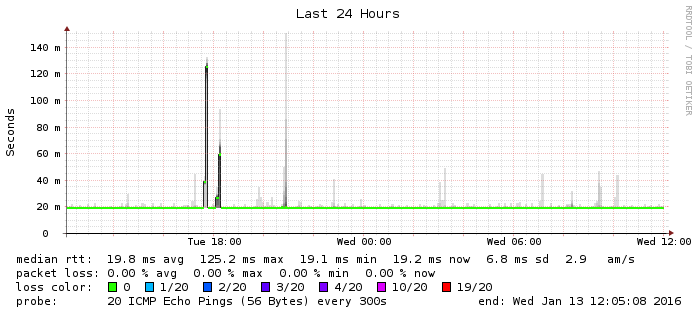 Last 24 Hours
RRDTOOL / TOBI OETIKER
Seconds
140 m
120 m
100 m
80 m
60 m
40 m
20 m
0
Tue 18:00 Wed 00:00 Wed 06:00 Wed 12:00
median rtt: 19.8 ms avg 125.2 ms max 19.1 ms min 19.2 ms now 6.8 ms sd 2.9 am/s
packet loss: 0.00 % avg 0.00 % max 0.00 % min 0.00 % now
loss color: 0 1/20 2/20 3/20 4/20 10/20 19/20
probe: 20 ICMP Echo Pings (56 Bytes) every 300s end: Wed Jan 13 12:05:08 2016